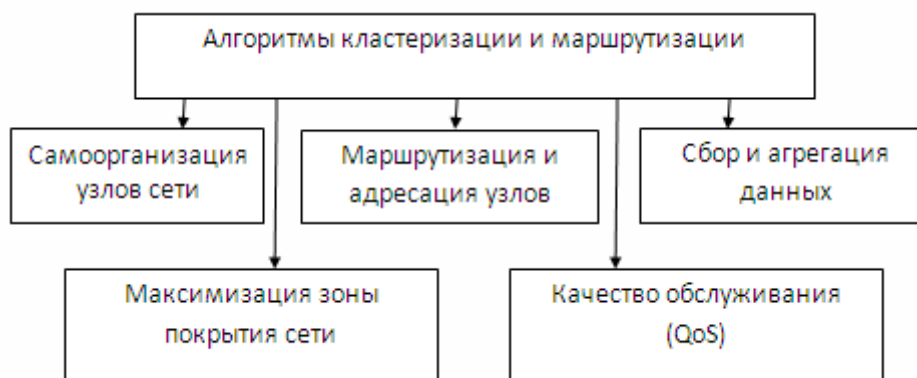 Алгоритмы кластеризации и маршрутизации
Самоорганизация
узлов сети
Маршрутизация и
адресация узлов
Сбор и агрегация
данных
Максимизация зоны
покрытия сети
Качество обслуживания
(QoS)